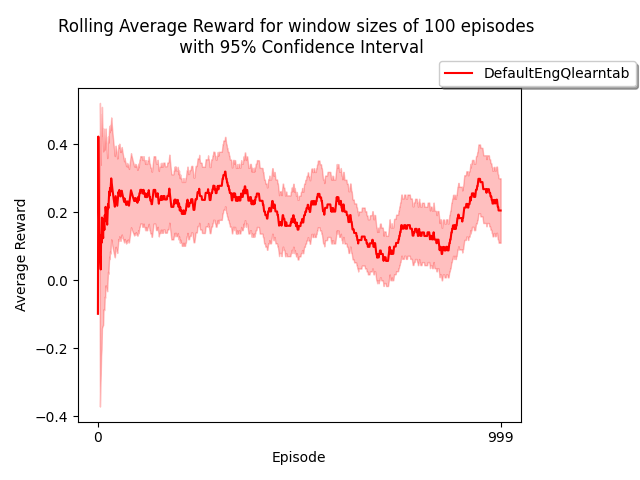 Rolling Average Reward for window sizes of 100 episodes
with 95% Confidence Interval
DefaultEngQlearntab
Average Reward
0.4
0.2
0.0
−0.2
−0.4
0
999
Episode